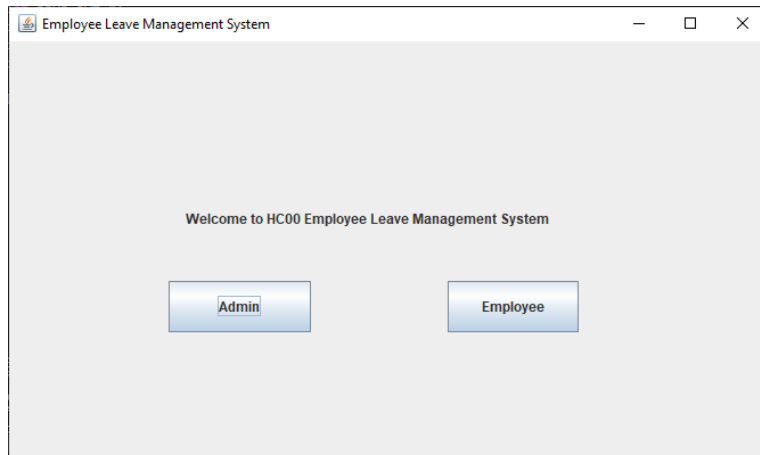 Employee Leave Management System
Welcome to HC00 Employee Leave Management System
Admin
Employee